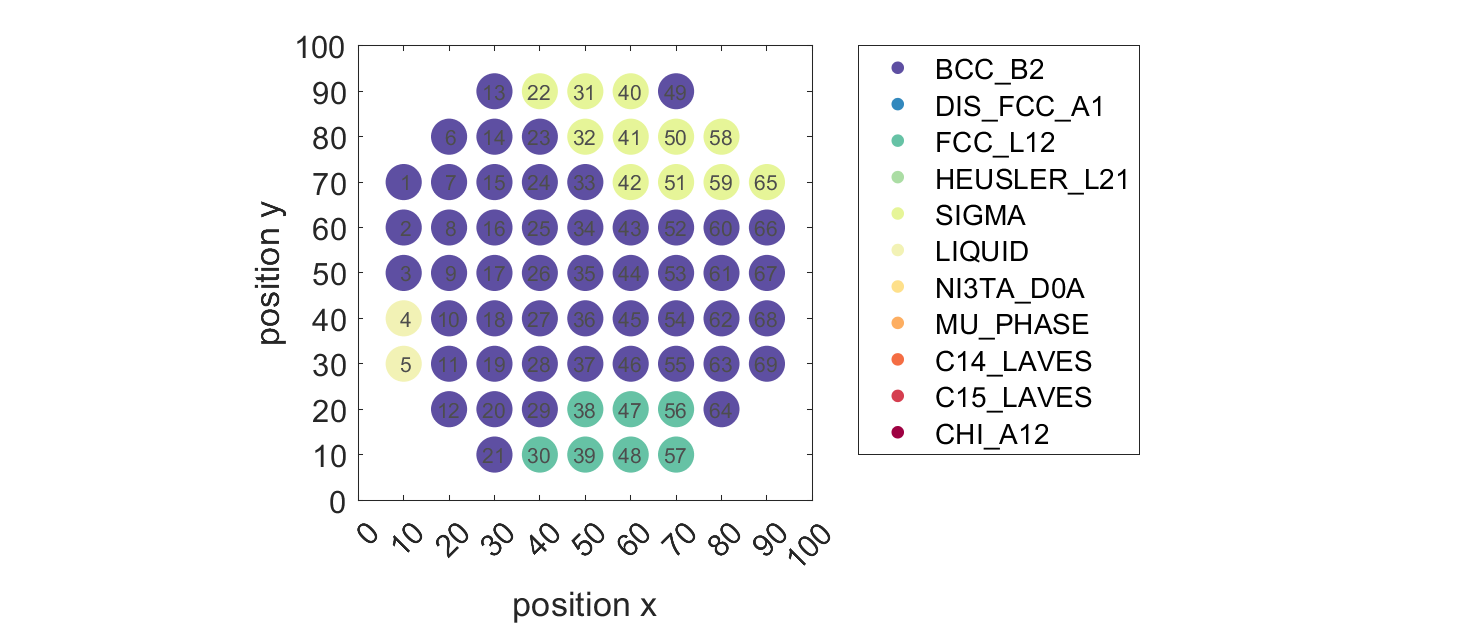 100
90
80
70
60
50
40
30
20
10
0
position y
13 22 31 40 49
6 14 23 32 41 50 58
1 7 15 24 33 42 51 59 65
2 8 16 25 34 43 52 60 66
3 9 17 26 35 44 53 61 67
4 10 18 27 36 45 54 62 68
5 11 19 28 37 46 55 63 69
12 20 29 38 47 56 64
21 30 39 48 57
0 10 20 30 40 50 60 70 80 90 100
position x
BCC_B2
DIS_FCC_A1
FCC_L12
HEUSLER_L21
SIGMA
LIQUID
NI3TA_D0A
MU_PHASE
C14_LAVES
C15_LAVES
CHI_A12